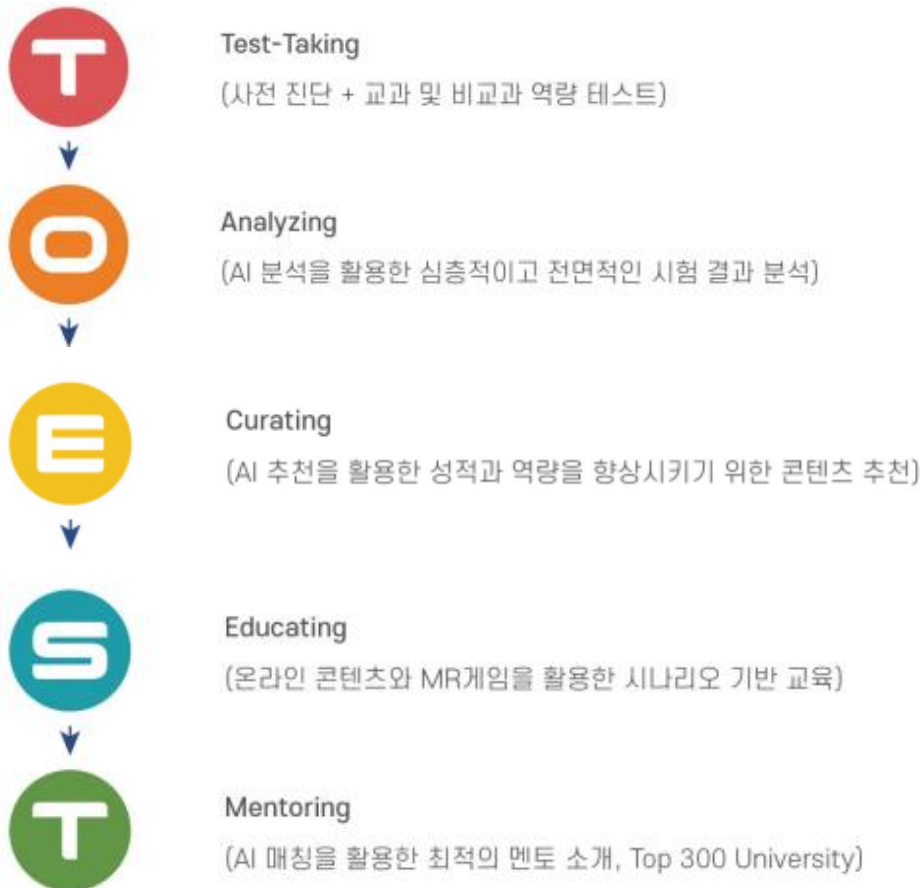 T
Test-Taking
(사전 진단 + 교과 및 비교과 역량 테스트)
O
Analyzing
(AI 분석을 활용한 심층적이고 전면적인 시험 결과 분석)
E
Curating
(AI 추천을 활용한 성적과 역량을 향상시키기 위한 콘텐츠 추천)
S
Educating
(온라인 콘텐츠와 MR게임을 활용한 시나리오 기반 교육)
T
Mentoring
(AI 매칭을 활용한 최적의 멘토 소개, Top 300 University)